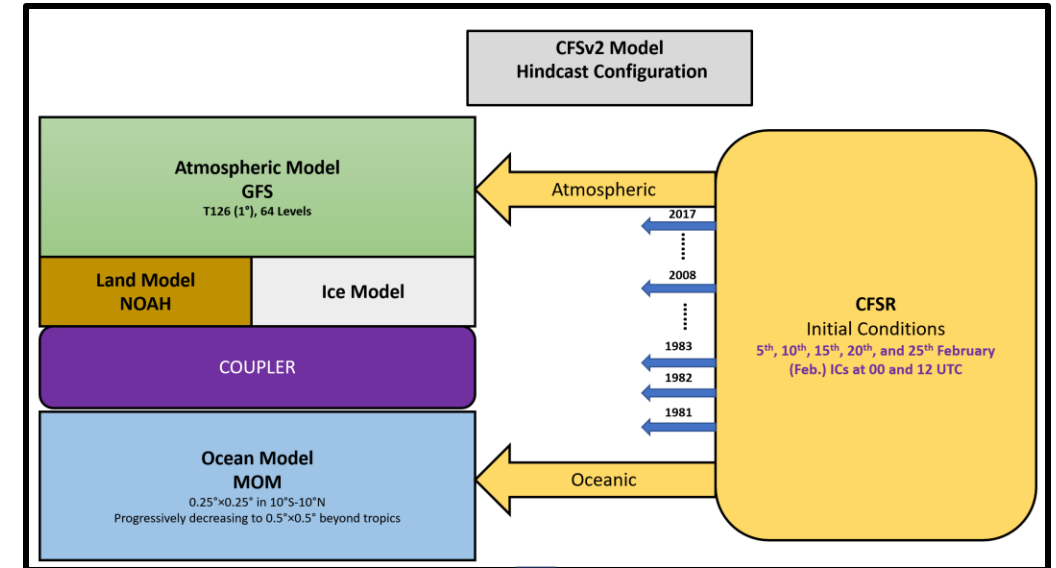 CFSv2 Model
Hindcast Configuration
Atmospheric Model
GFS
T126 (1°), 64 Levels
Land Model
NOAH
Ice Model
COUPLER
Ocean Model
MOM
0.25°×0.25° in 10°S-10°N
Progressively decreasing to 0.5°×0.5° beyond tropics
Atmospheric
2017
2008
1983
1982
1981
Oceanic
CFSR
Initial Conditions
5th, 10th, 15th, 20th, and 25th February
(Feb.) ICs at 00 and 12 UTC